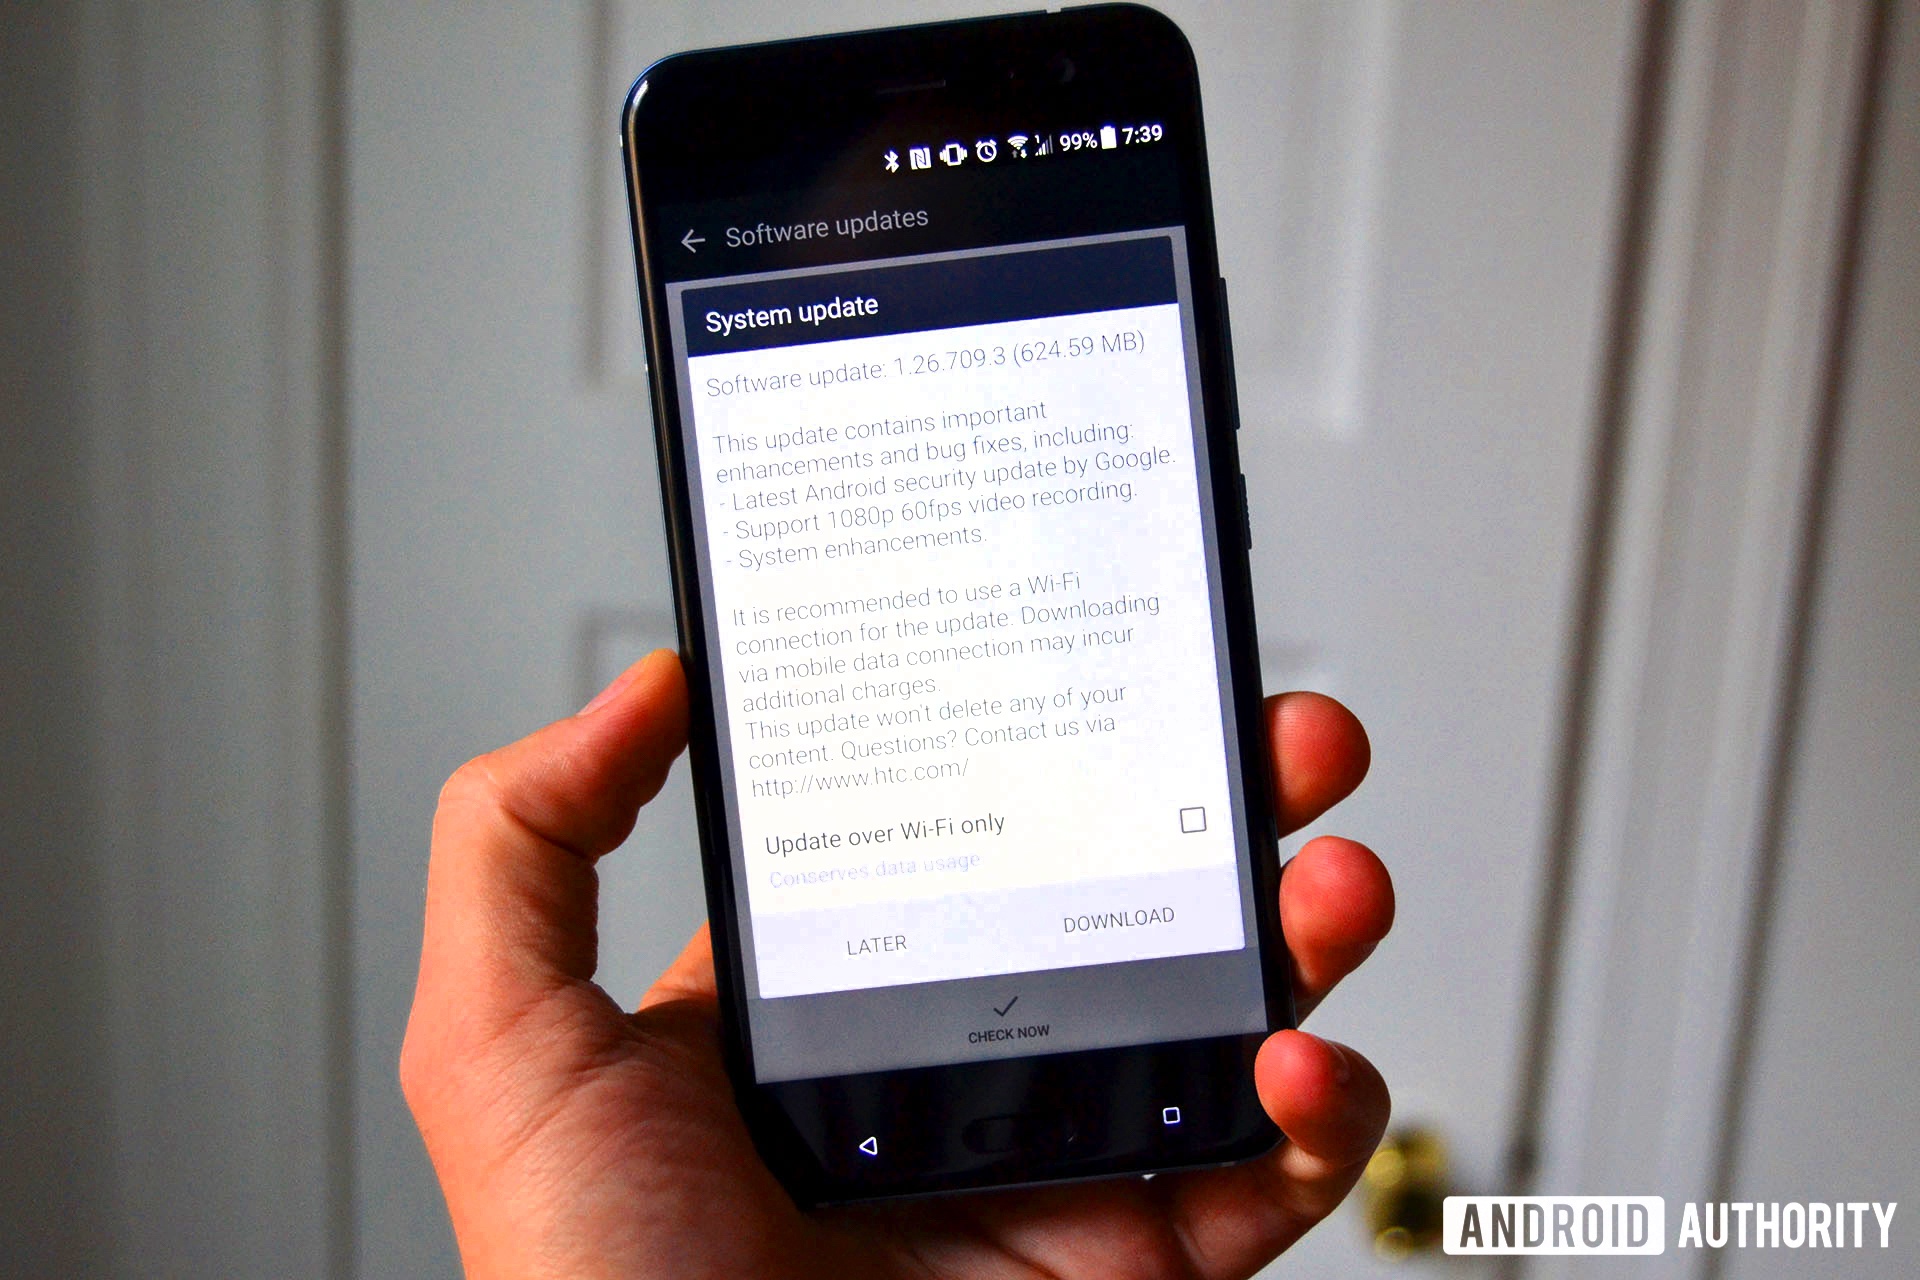 99% 7:39
Software updates
System update
Software update: 1.26.709.3 (624.59 MB)
This update contains important
enhancements and bug fixes, including:
- Latest Android security update by Google.
- Support 1080p 60fps video recording.
- System enhancements.
It is recommended to use a Wi-Fi
connection for the update. Downloading
via mobile data connection may incur
additional charges.
This update won't delete any of your
content. Questions? Contact us via
http://www.htc.com/
Update over Wi-Fi only
Conserves data usage
LATER DOWNLOAD
CHECK NOW
ANDROID AUTHORITY